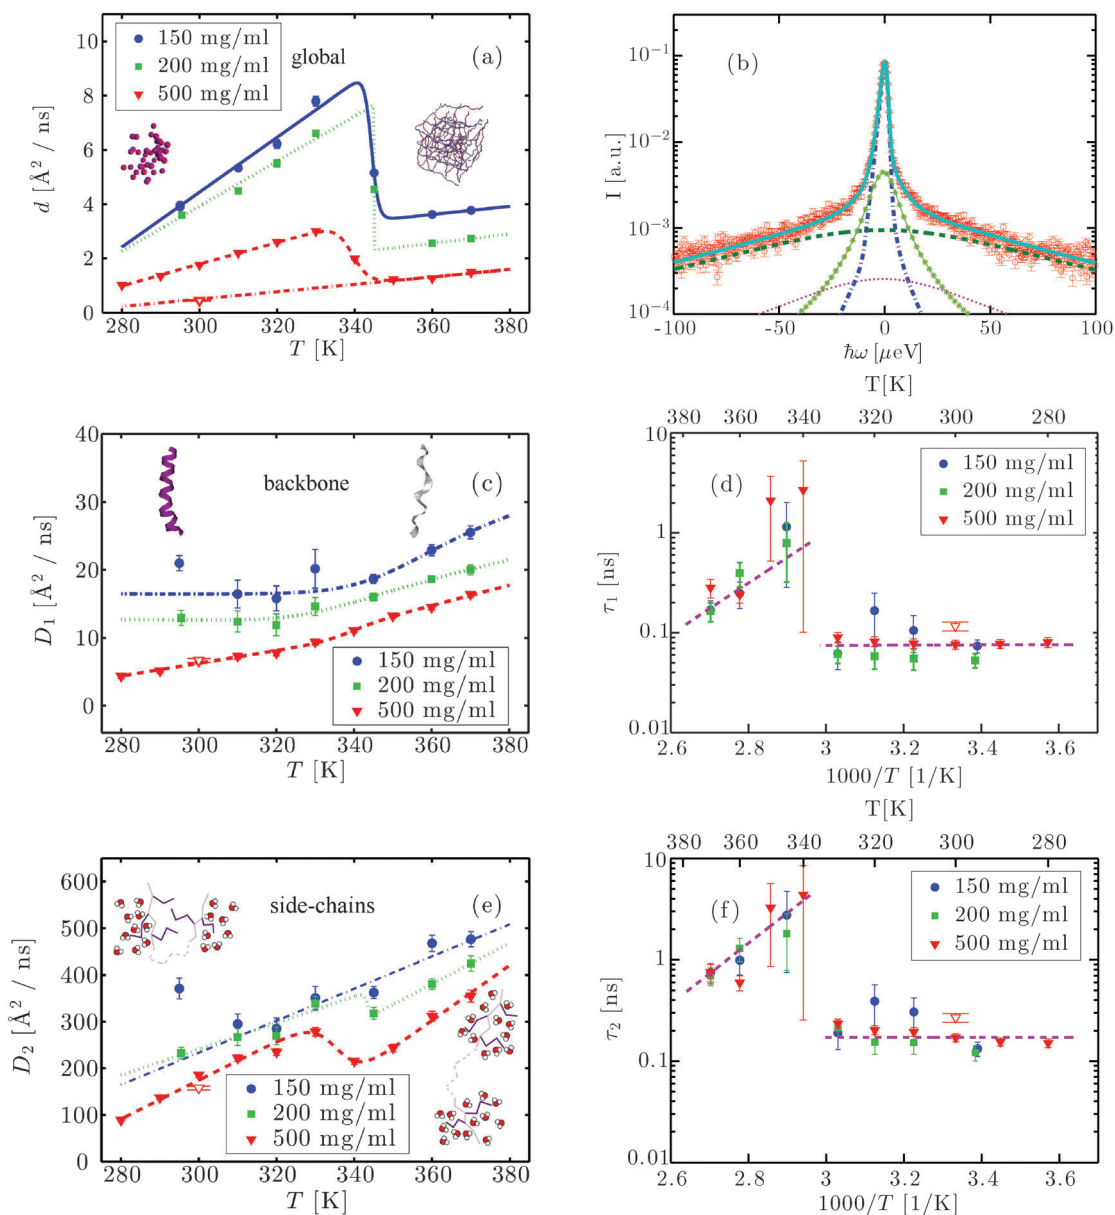 10
8
6
4
2
0
d [Å² / ns]
150 mg/ml
200 mg/ml
500 mg/ml
global
(a)
280 300 320 340 360 380
T [K]
10⁻¹
10⁻²
10⁻³
10⁻⁴
I [a.u.]
(b)
-100 -50 0 50 100
ħω [μeV]
40
30
20
10
0
D₁ [Å² / ns]
backbone
(c)
150 mg/ml
200 mg/ml
500 mg/ml
280 300 320 340 360 380
T [K]
T[K]
380 360 340 320 300 280
10
1
0.1
0.01
τ₁ [ns]
(d)
150 mg/ml
200 mg/ml
500 mg/ml
2.6 2.8 3 3.2 3.4 3.6
1000/T [1/K]
600
500
400
300
200
100
0
D₂ [Å² / ns]
side-chains
(e)
150 mg/ml
200 mg/ml
500 mg/ml
280 300 320 340 360 380
T [K]
T[K]
380 360 340 320 300 280
10
1
0.1
0.01
τ₂ [ns]
(f)
150 mg/ml
200 mg/ml
500 mg/ml
2.6 2.8 3 3.2 3.4 3.6
1000/T [1/K]